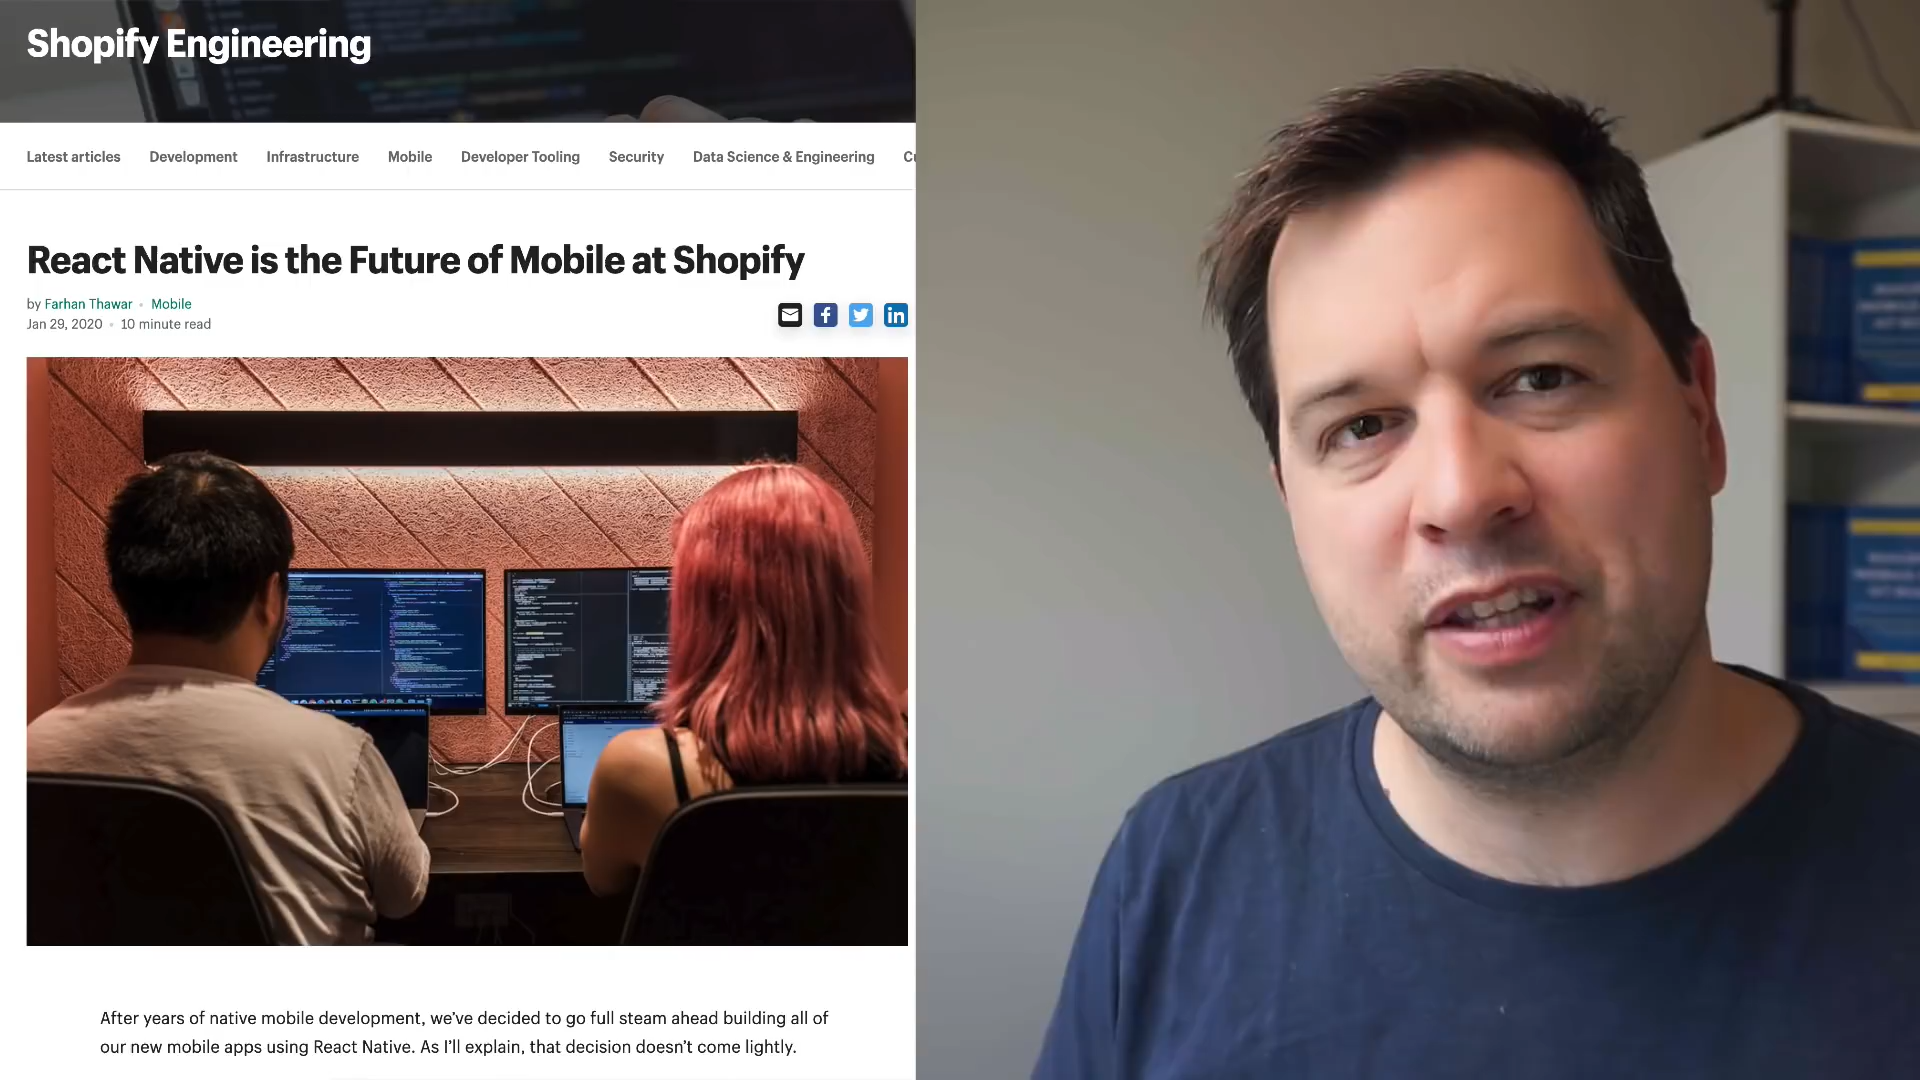 Shopify Engineering
Latest articles Development Infrastructure Mobile Developer Tooling Security Data Science & Engineering
React Native is the Future of Mobile at Shopify
by Farhan Thawar • Mobile
Jan 29, 2020 • 10 minute read
After years of native mobile development, we've decided to go full steam ahead building all of
our new mobile apps using React Native. As I'll explain, that decision doesn't come lightly.